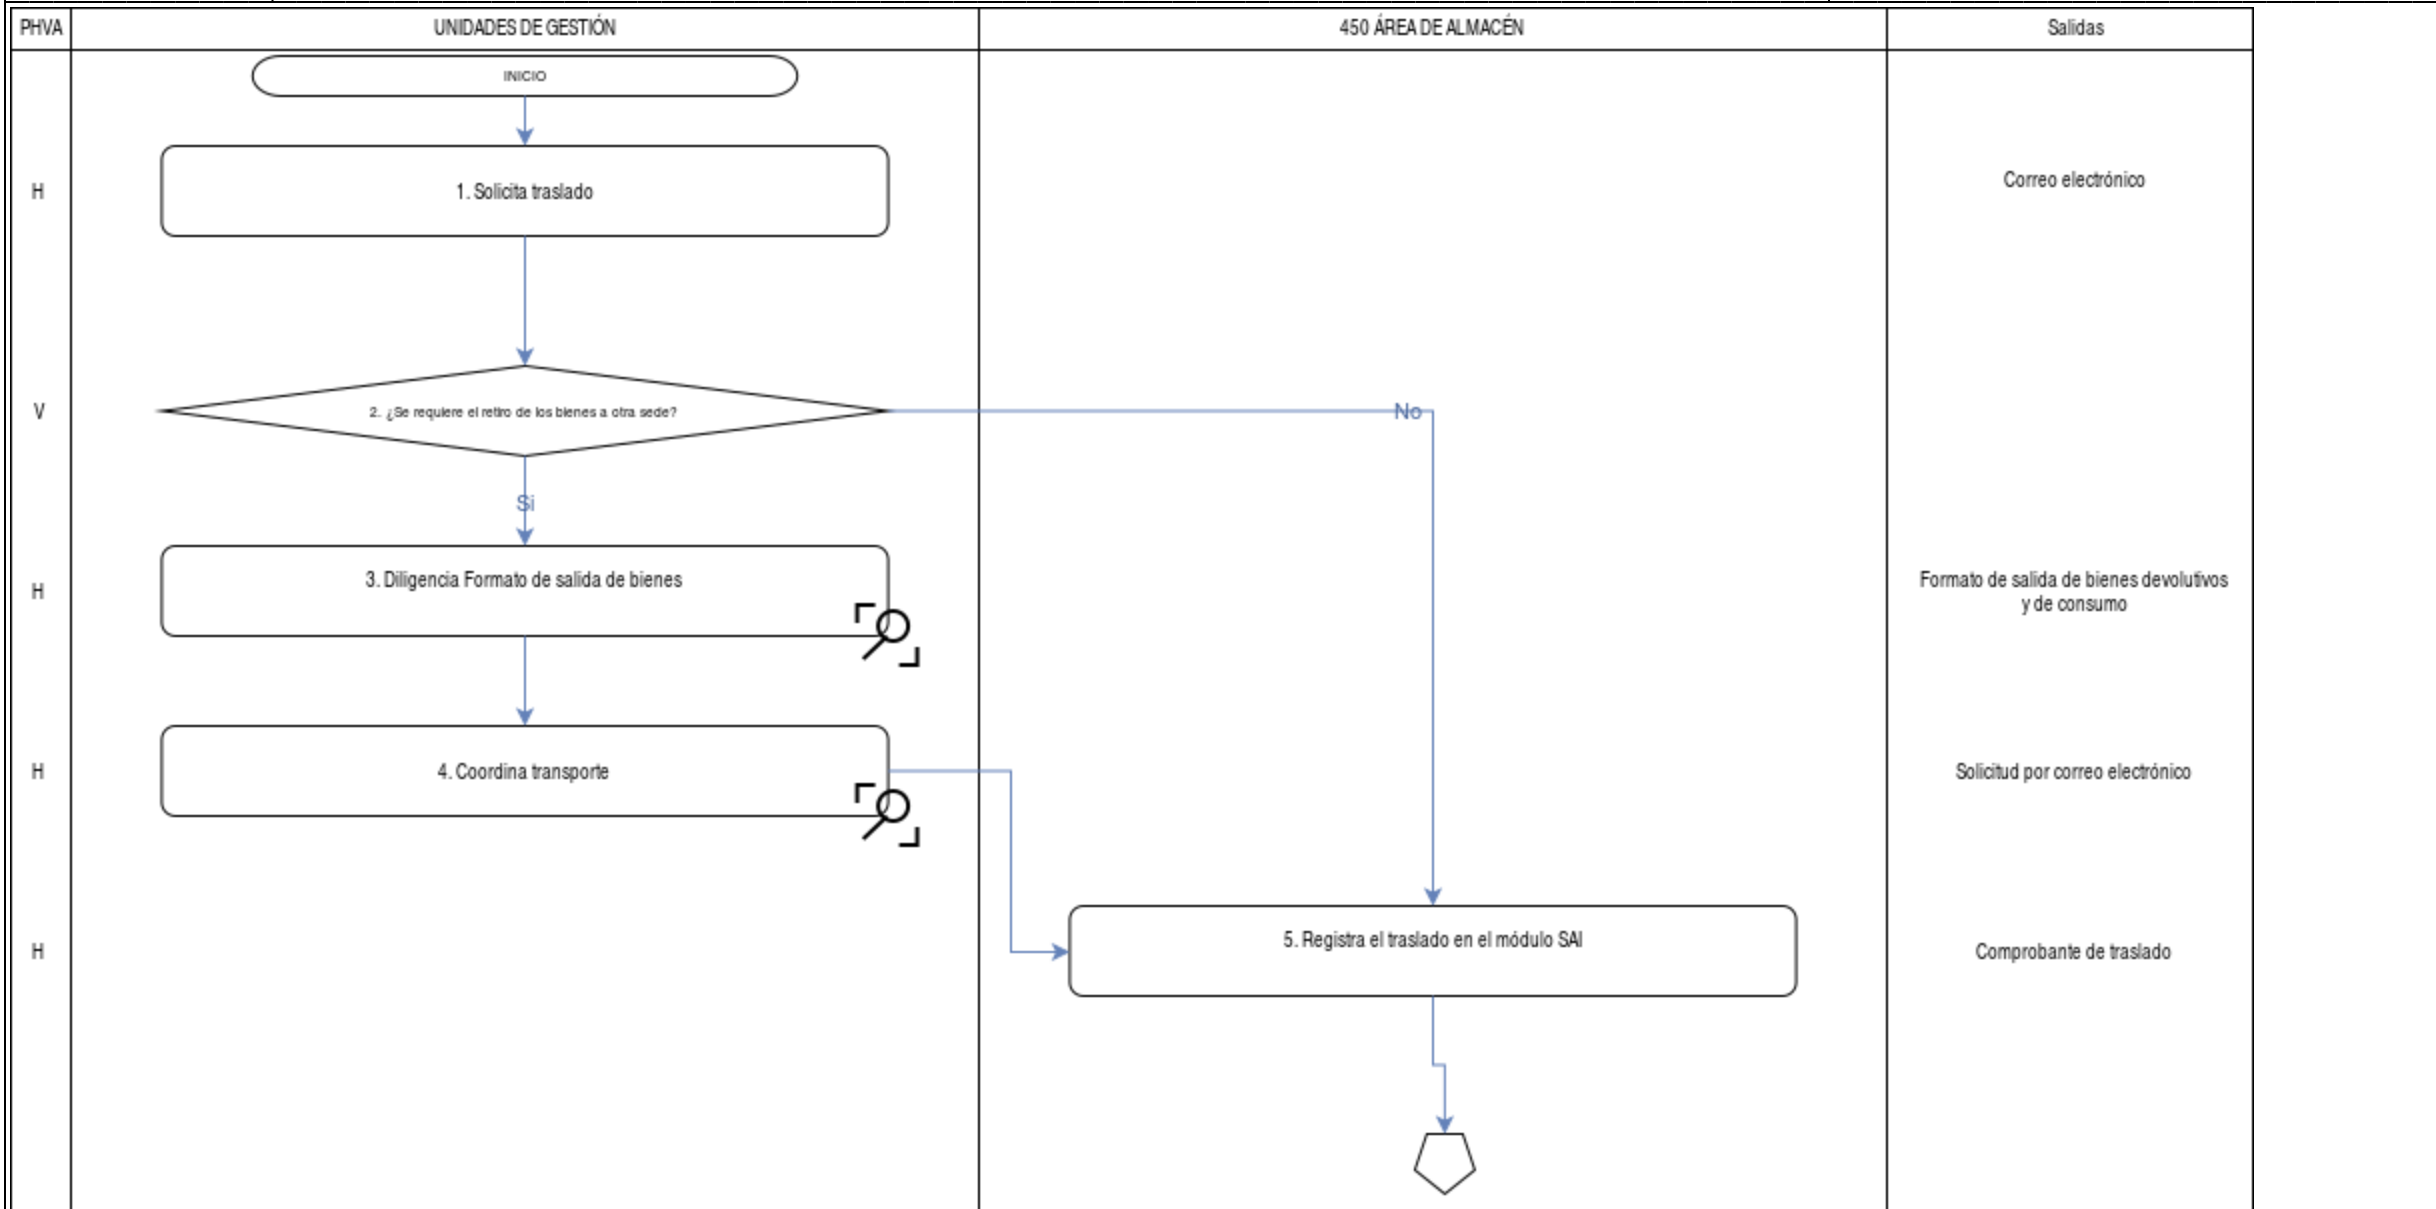 PHVA
UNIDADES DE GESTIÓN
450 ÁREA DE ALMACÉN
Salidas
INICIO
H
1. Solicita traslado
Correo electrónico
V
2. ¿Se requiere el retiro de los bienes a otra sede?
No
Si
H
3. Diligencia Formato de salida de bienes
Formato de salida de bienes devolutivos
y de consumo
H
4. Coordina transporte
Solicitud por correo electrónico
H
5. Registra el traslado en el módulo SAI
Comprobante de traslado